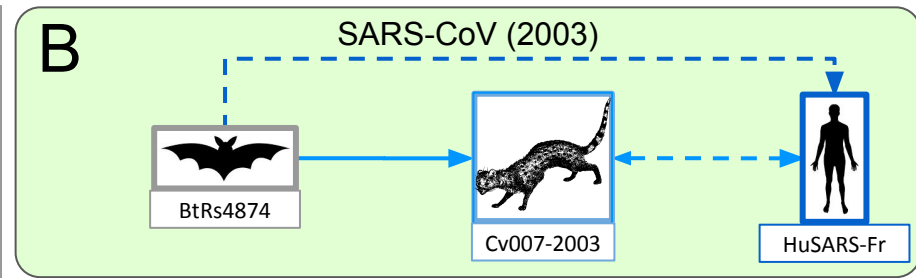 B
SARS-CoV (2003)
BtRs4874
Cv007-2003
HuSARS-Fr